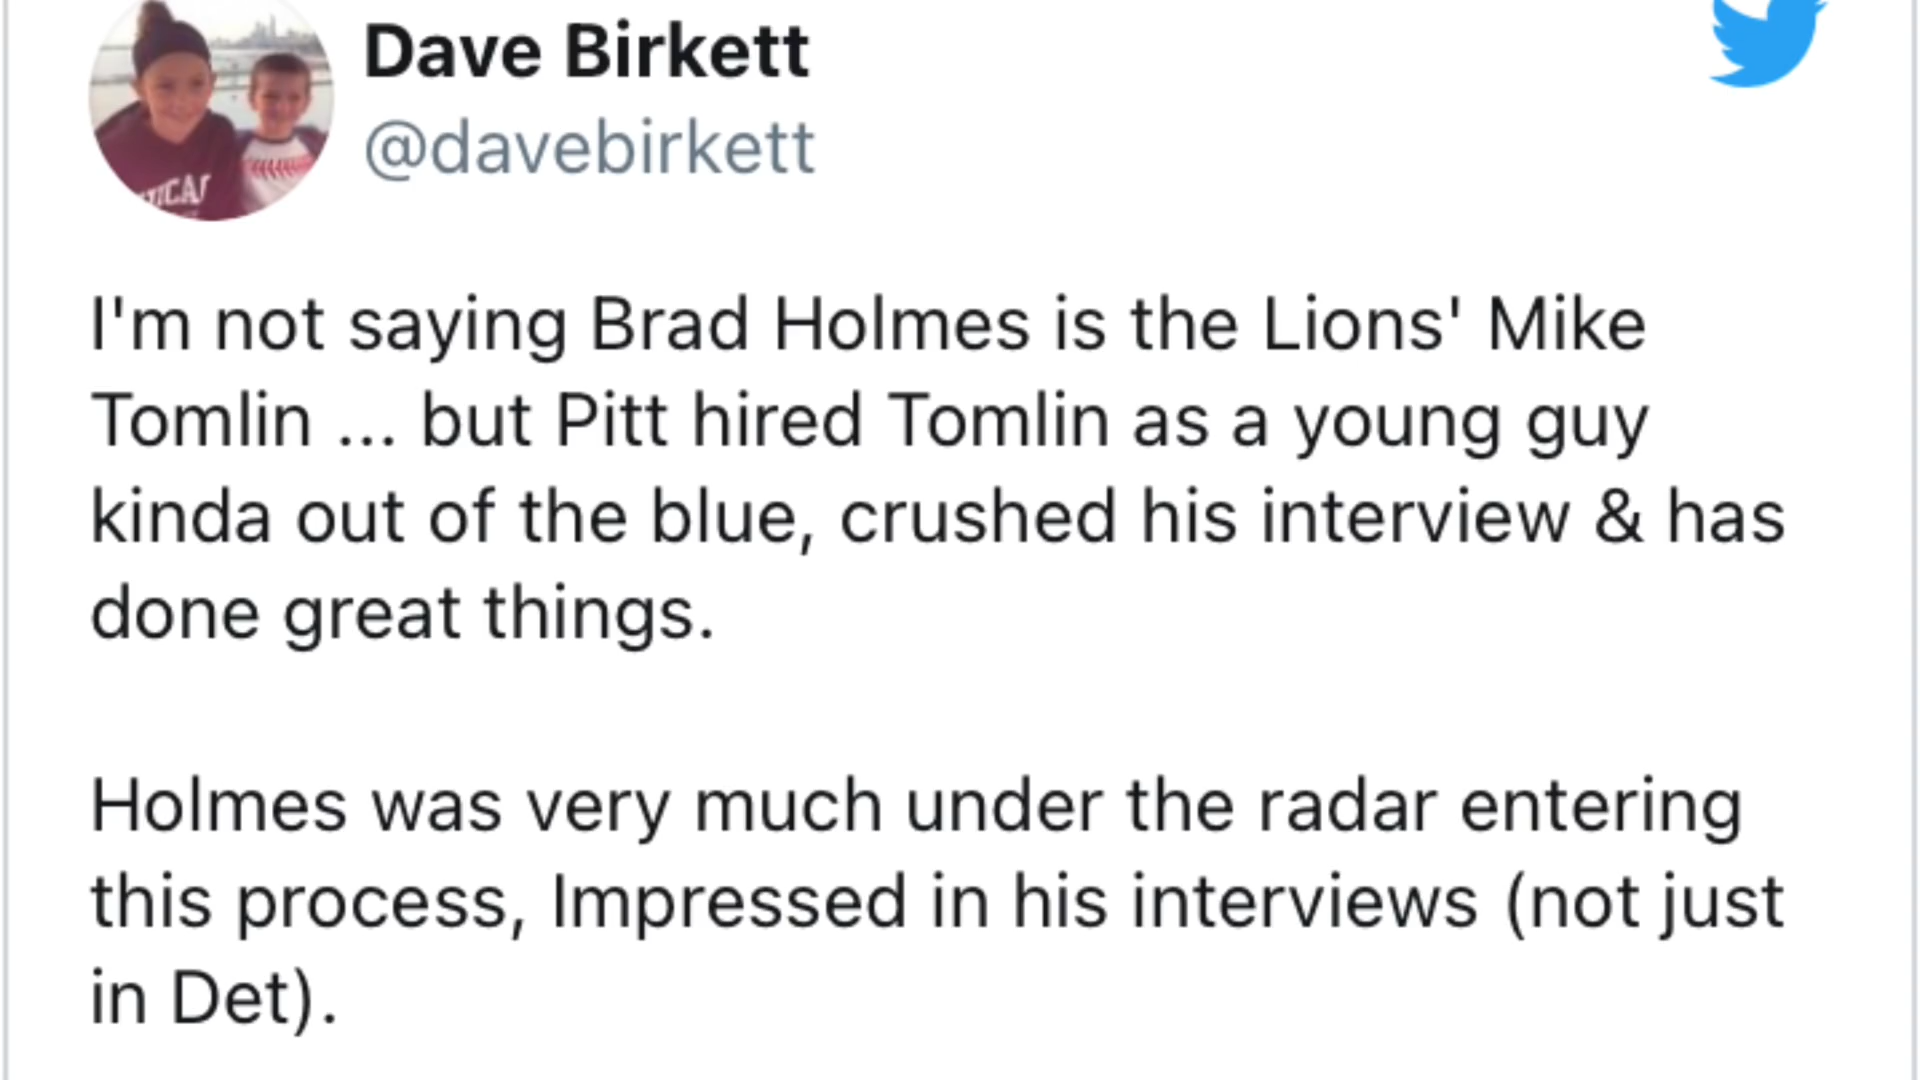 Dave Birkett
@davebirkett
I'm not saying Brad Holmes is the Lions' Mike
Tomlin ... but Pitt hired Tomlin as a young guy
kinda out of the blue, crushed his interview & has
done great things.
Holmes was very much under the radar entering
this process, Impressed in his interviews (not just
in Det).